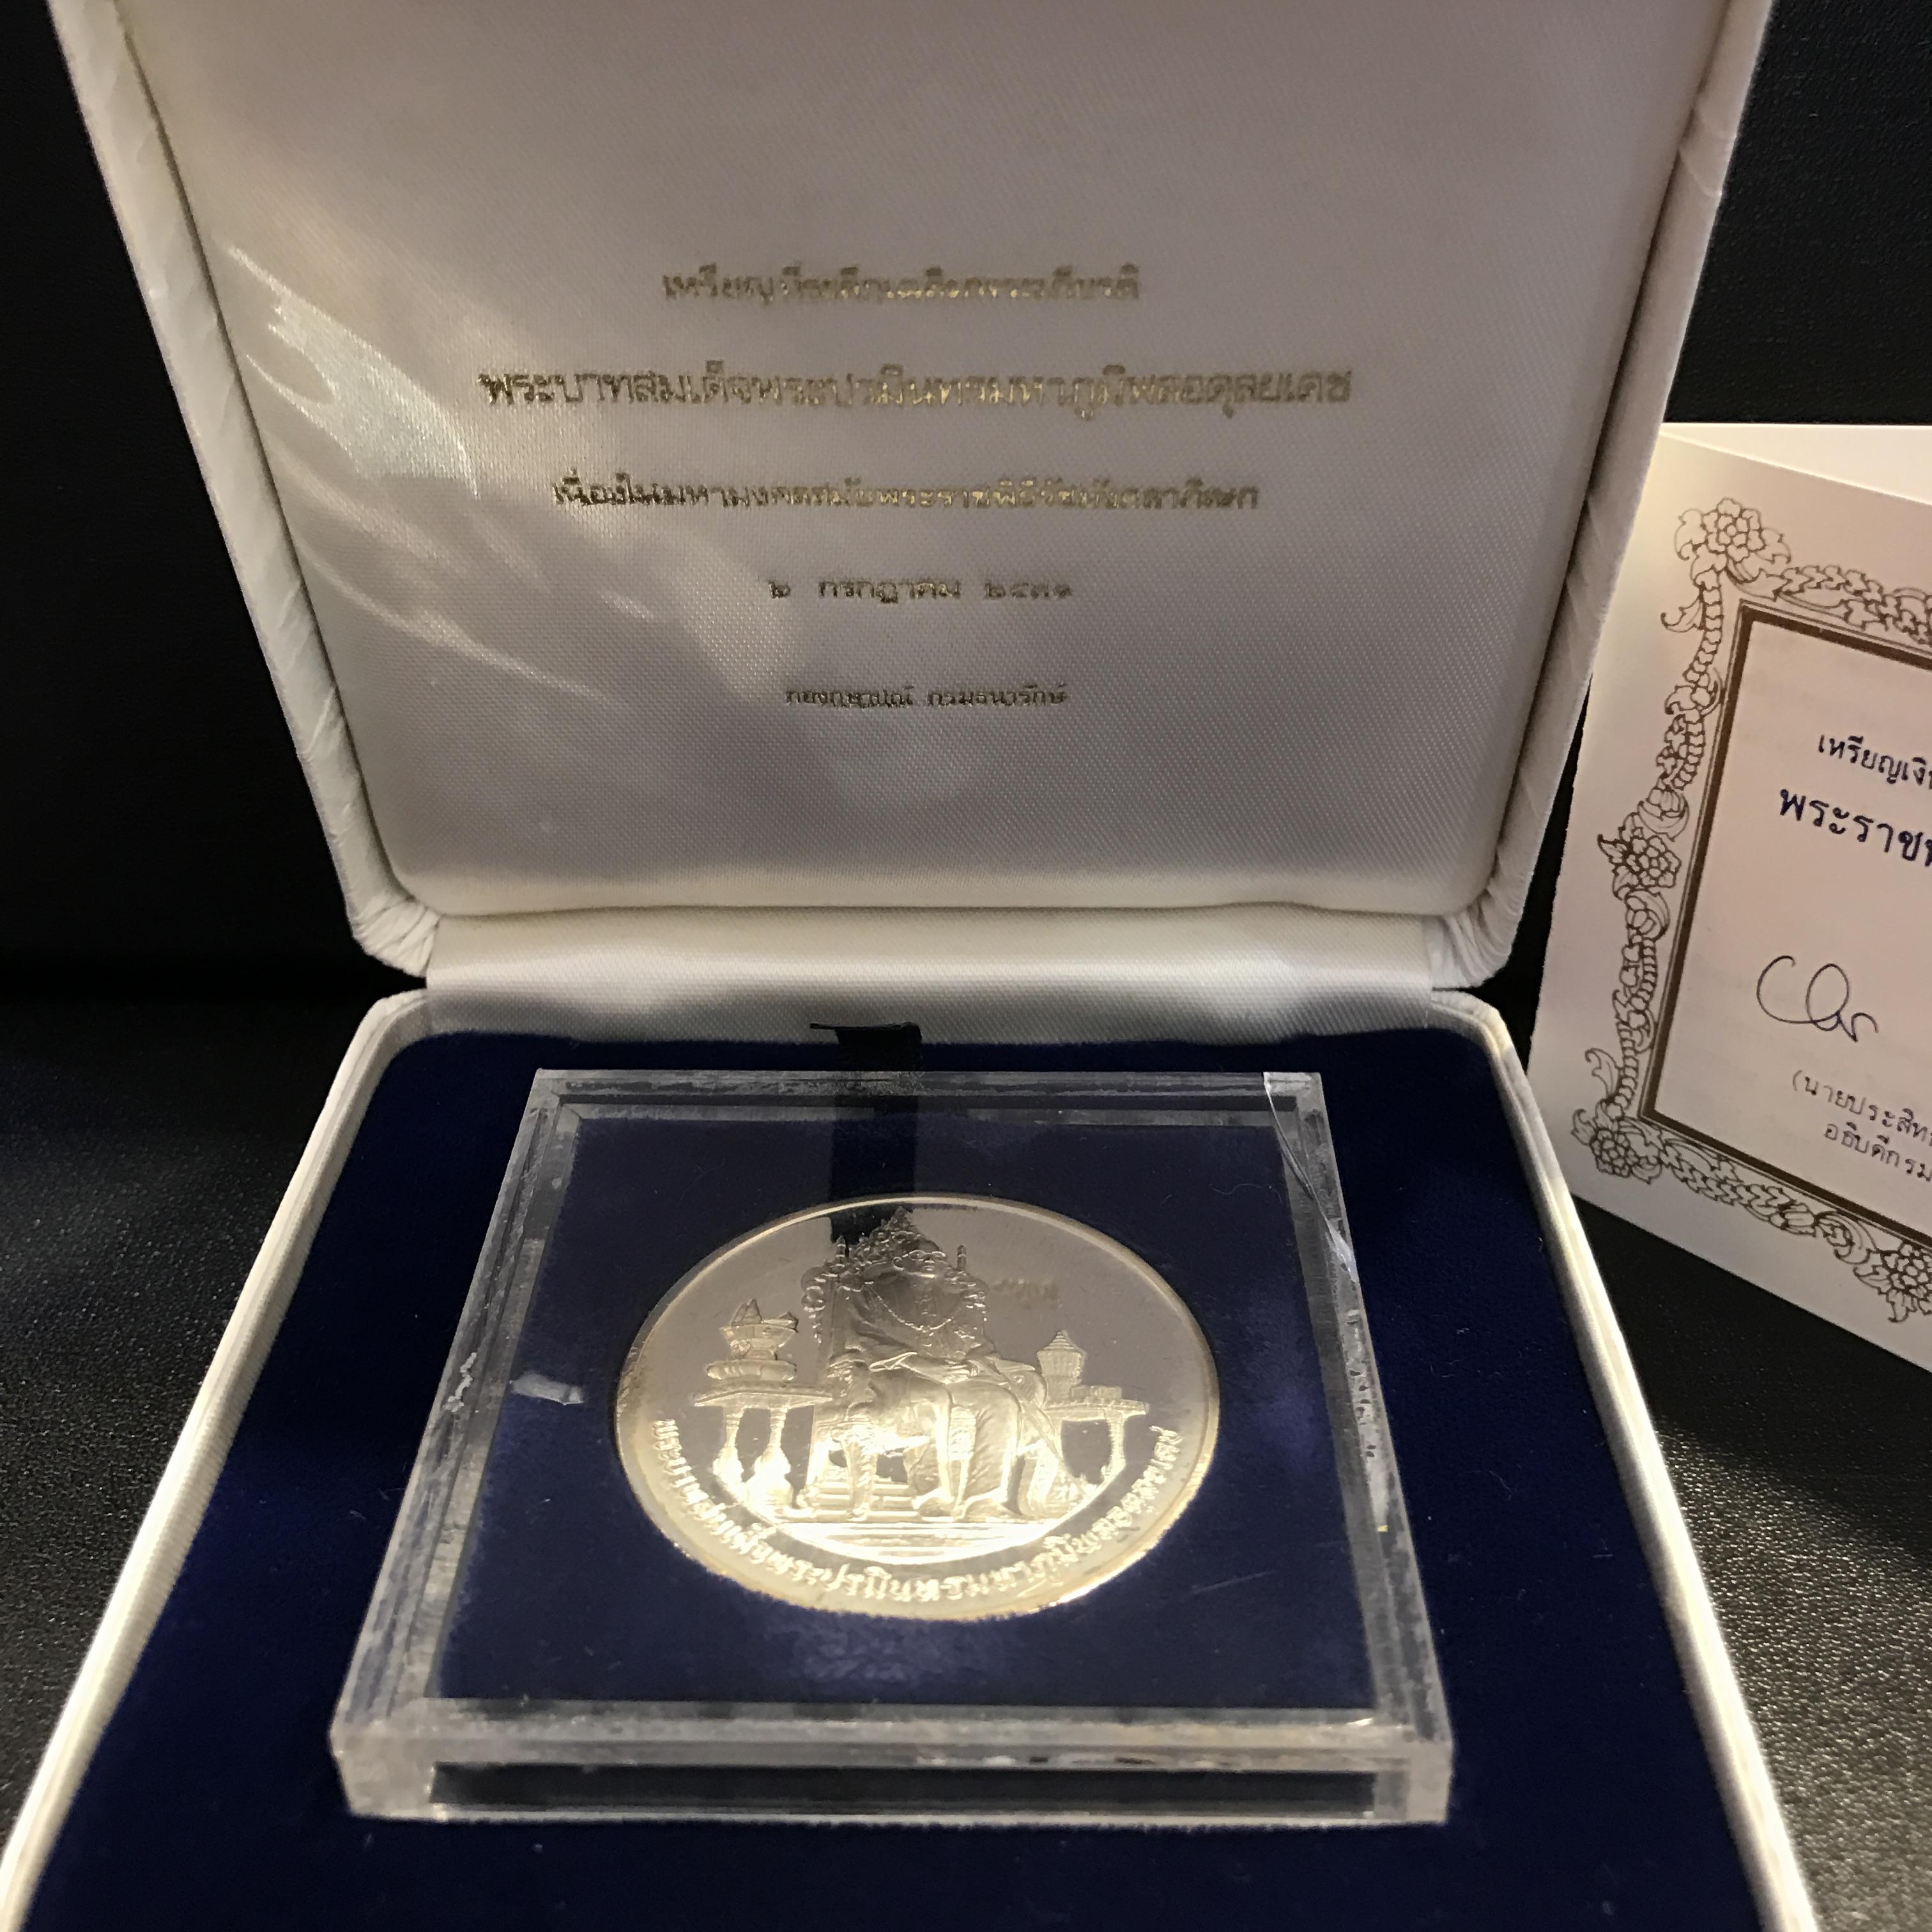 เหรียญที่ระลึกเฉลิมพระเกียรติ
พระบาทสมเด็จพระปรมินทรมหาภูมิพลอดุลยเดช
เนื่องในมหามงคลสมัยพระราชพิธีรัชมังคลาภิเษก
๒ กรกฎาคม ๒๕๓๑
กองกษาปณ์ กรมธนารักษ์
เหรียญเงิน
พระราชพ
(นายประสิทธ
อธิบดีกรม
พระบาทสมเด็จพระปรมินทรมหาภูมิพลอดุลยเดช